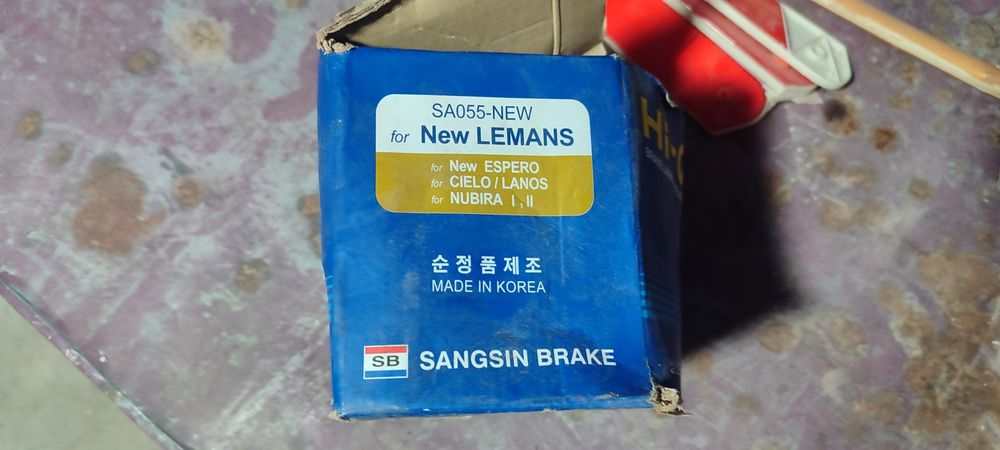 SA055-NEW
for New LEMANS
for New ESPERO
for CIELO / LANOS
for NUBIRA I , II
순정품제조
MADE IN KOREA
SB SANGSIN BRAKE
Hi-